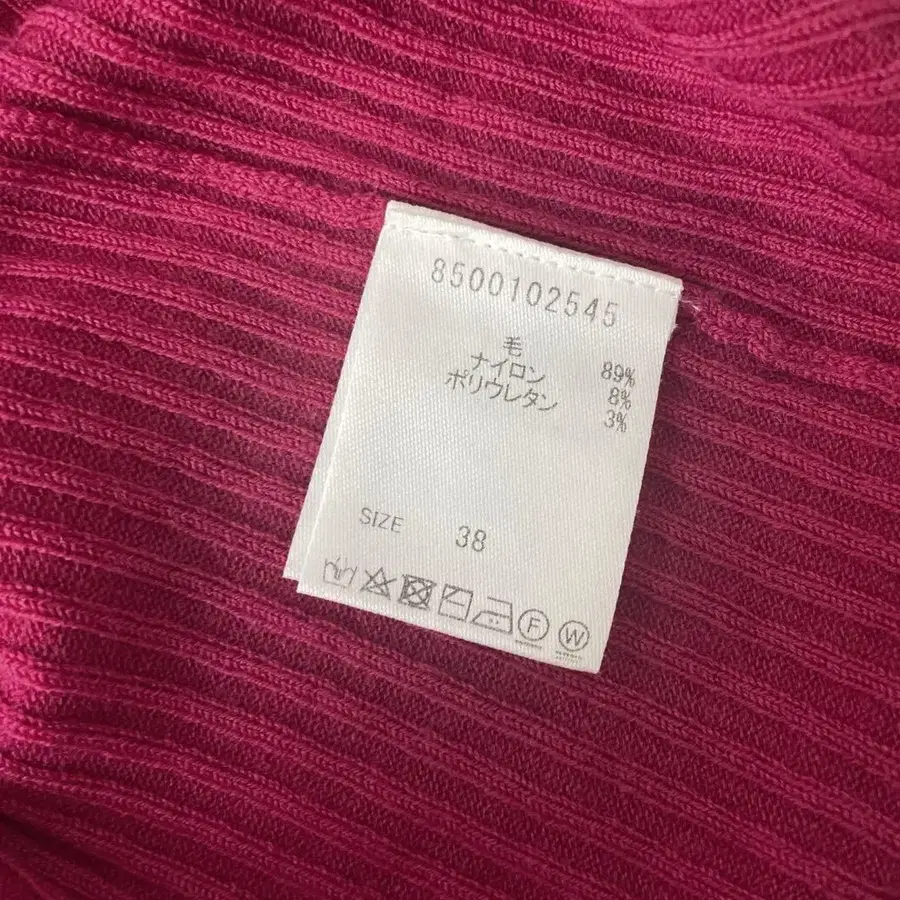 8500102545
毛 89%
ナイロン 8%
ポリウレタン 3%
SIZE 38
F W